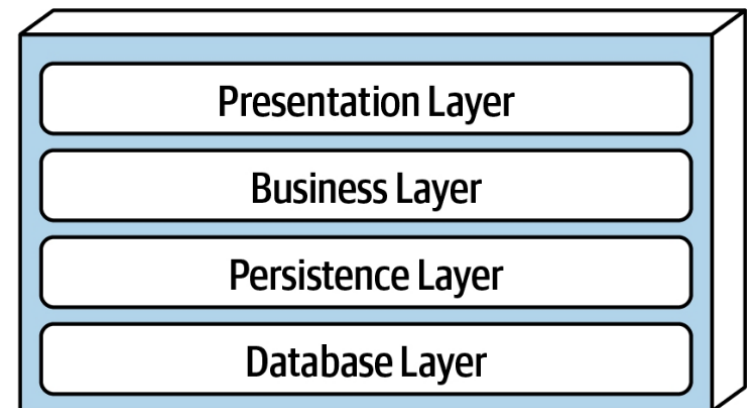 Presentation Layer
Business Layer
Persistence Layer
Database Layer